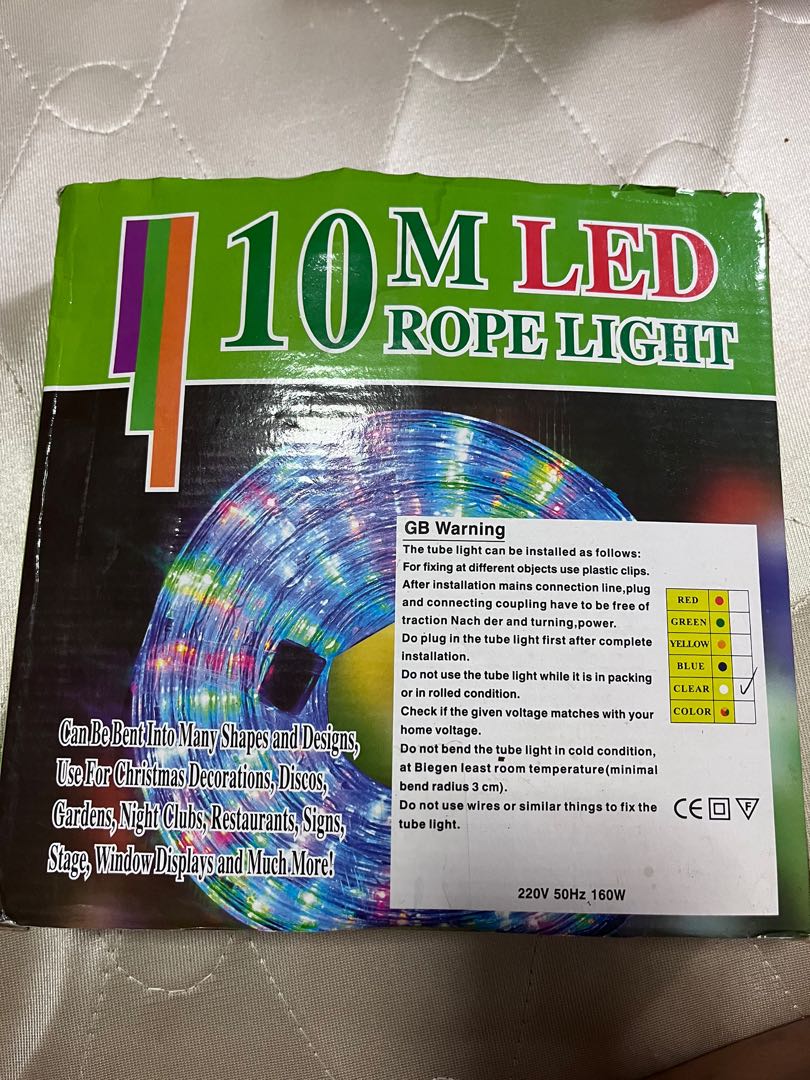 10 M LED
ROPE LIGHT
GB Warning
The tube light can be installed as follows:
For fixing at different objects use plastic clips.
After installation mains connection line,plug
and connecting coupling have to be free of
traction Nach der and turning,power.
Do plug in the tube light first after complete
installation.
Do not use the tube light while it is in packing
or in rolled condition.
Check if the given voltage matches with your
home voltage.
Do not bend the tube light in cold condition,
at Biegen least room temperature(minimal
bend radius 3 cm).
Do not use wires or similar things to fix the
tube light.
RED
GREEN
YELLOW
BLUE
CLEAR ✓
COLOR
CE F
220V 50Hz 160W
Can Be Bent Into Many Shapes and Designs,
Use For Christmas Decorations, Discos,
Gardens, Night Clubs, Restaurants, Signs,
Stage, Window Displays and Much More!